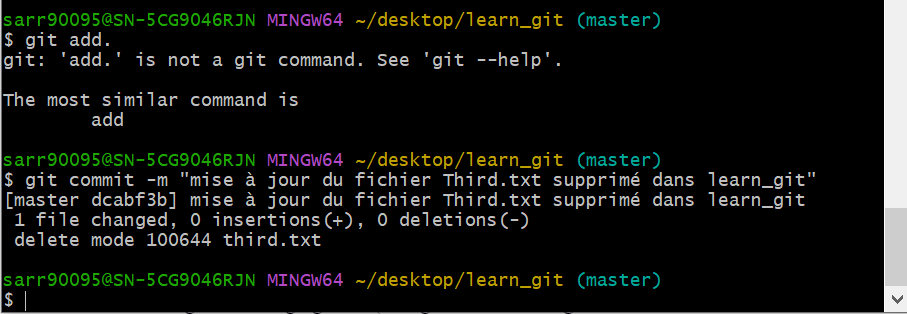 sarr90095@SN-5CG9046RJN MINGW64 ~/desktop/learn_git (master)
$ git add.
git: 'add.' is not a git command. See 'git --help'.
The most similar command is
add
sarr90095@SN-5CG9046RJN MINGW64 ~/desktop/learn_git (master)
$ git commit -m "mise à jour du fichier Third.txt supprimé dans learn_git"
[master dcabf3b] mise à jour du fichier Third.txt supprimé dans learn_git
1 file changed, 0 insertions(+), 0 deletions(-)
delete mode 100644 third.txt
sarr90095@SN-5CG9046RJN MINGW64 ~/desktop/learn_git (master)
$